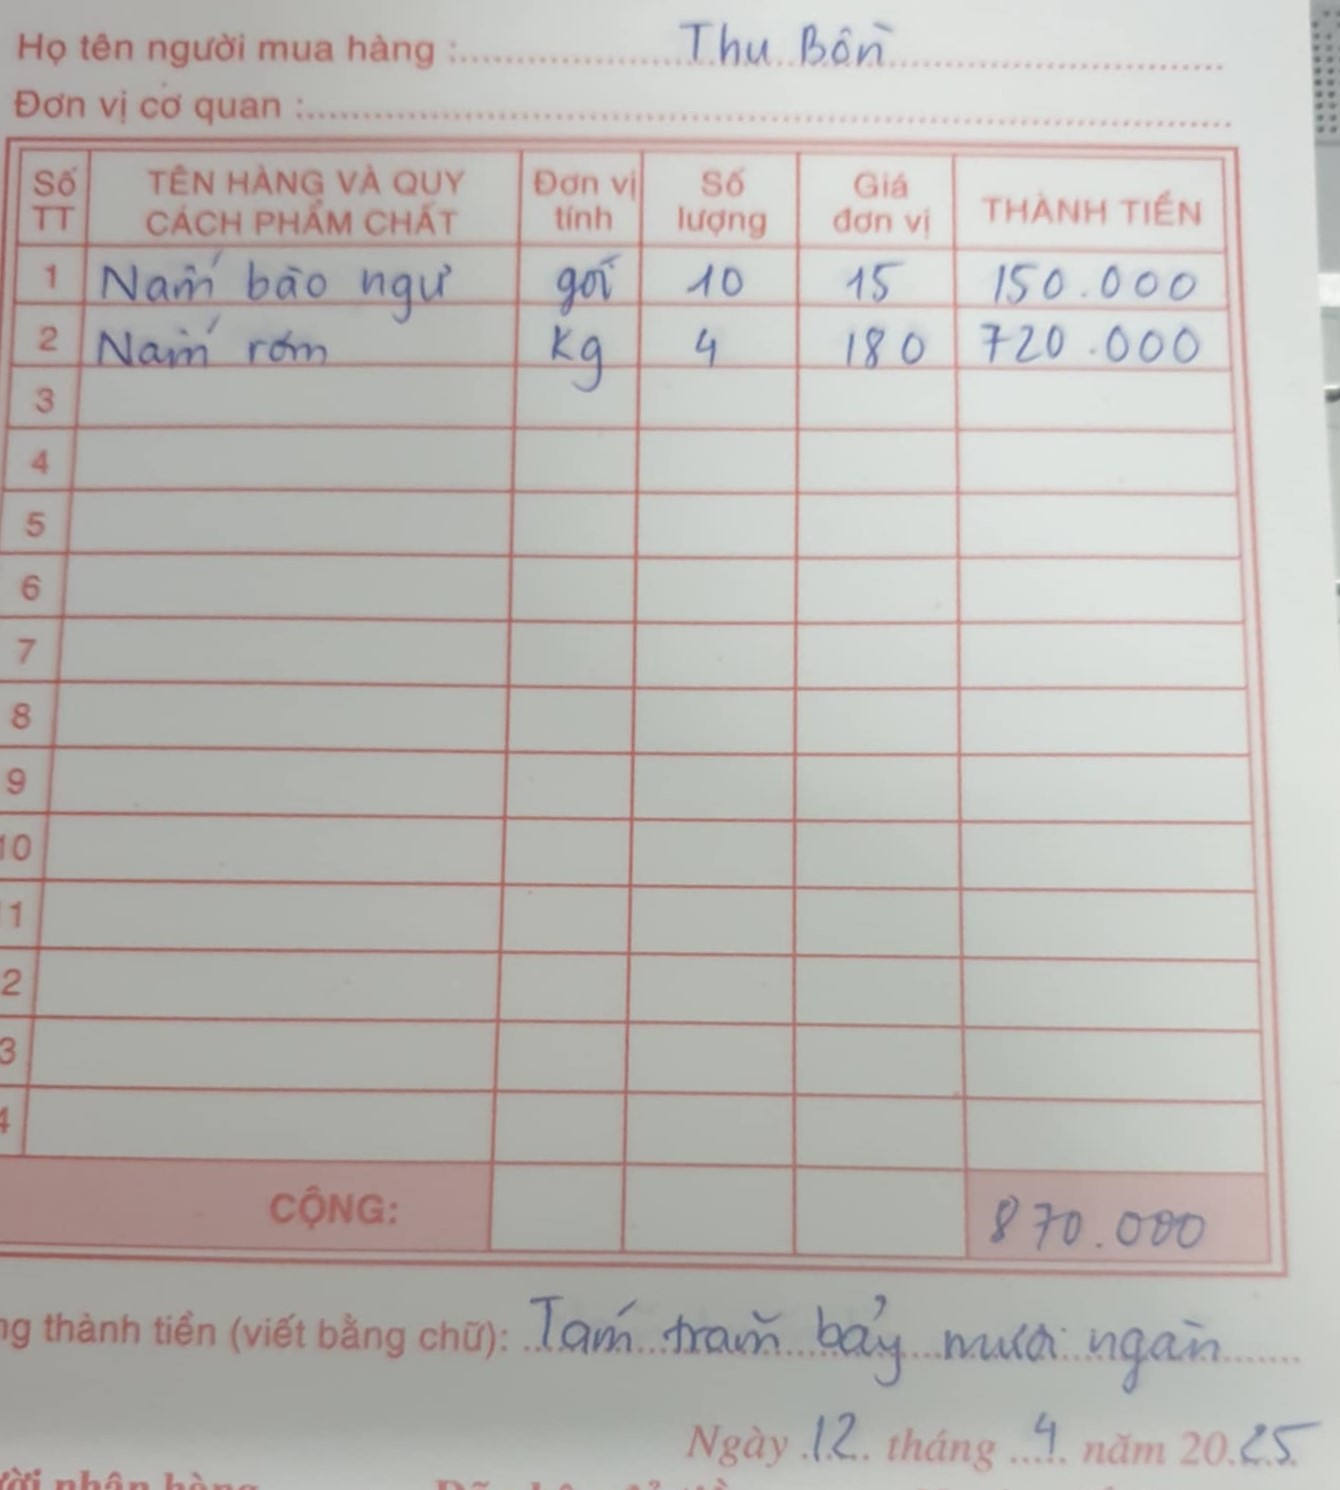 Họ tên người mua hàng : Thu Bồn
Đơn vị cơ quan :
Số TT TÊN HÀNG VÀ QUY CÁCH PHẨM CHẤT Đơn vị tính Số lượng Giá đơn vị THÀNH TIỀN
1 Nấm bào ngư gói 10 15 150.000
2 Nấm rơm Kg 4 180 720.000
3
4
5
6
7
8
9
10
1
2
3
4
CỘNG: 870.000
ng thành tiền (viết bằng chữ): Tám trăm bảy mươi ngàn
Ngày 12 tháng 4 năm 2025
ười nhận hàng